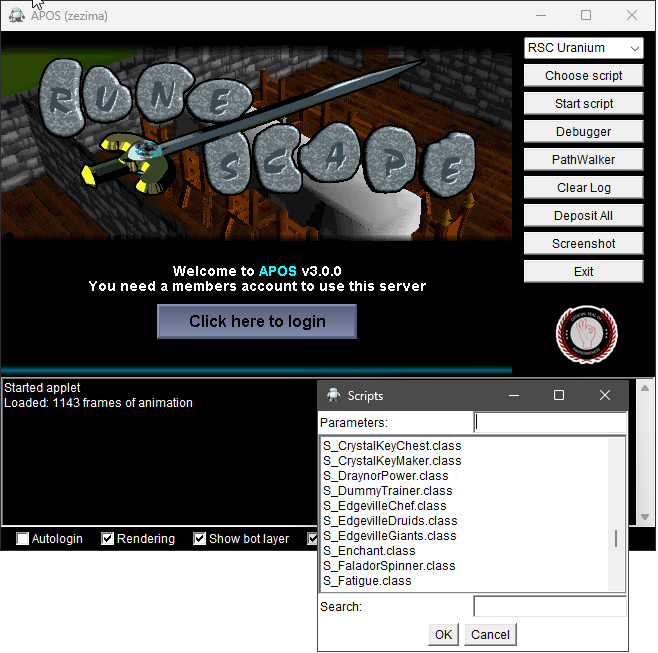 APOS (zezima)
RUNE
SCAPE
Welcome to APOS v3.0.0
You need a members account to use this server
Click here to login
RSC Uranium
Choose script
Start script
Debugger
PathWalker
Clear Log
Deposit All
Screenshot
Exit
Started applet
Loaded: 1143 frames of animation
Autologin
Rendering
Show bot layer
Scripts
Parameters:
S_CrystalKeyChest.class
S_CrystalKeyMaker.class
S_DraynorPower.class
S_DummyTrainer.class
S_EdgevilleChef.class
S_EdgevilleDruids.class
S_EdgevilleGiants.class
S_Enchant.class
S_FaladorSpinner.class
S_Fatigue.class
Search:
OK
Cancel